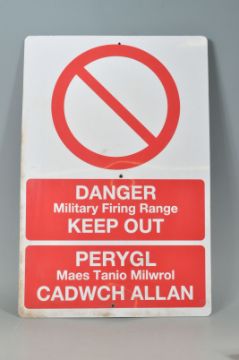 DANGER
Military Firing Range
KEEP OUT
PERYGL
Maes Tanio Milwrol
CADWCH ALLAN